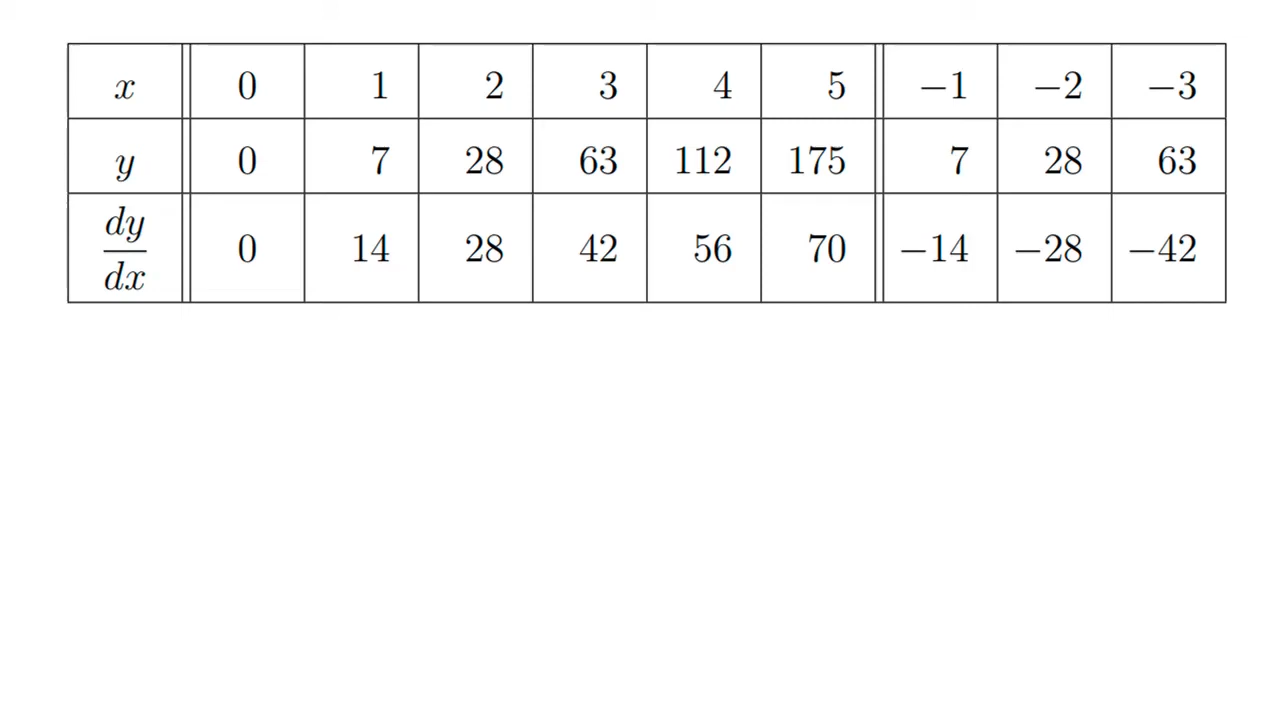 x 0 1 2 3 4 5 −1 −2 −3
y 0 7 28 63 112 175 7 28 63
dy/dx 0 14 28 42 56 70 −14 −28 −42